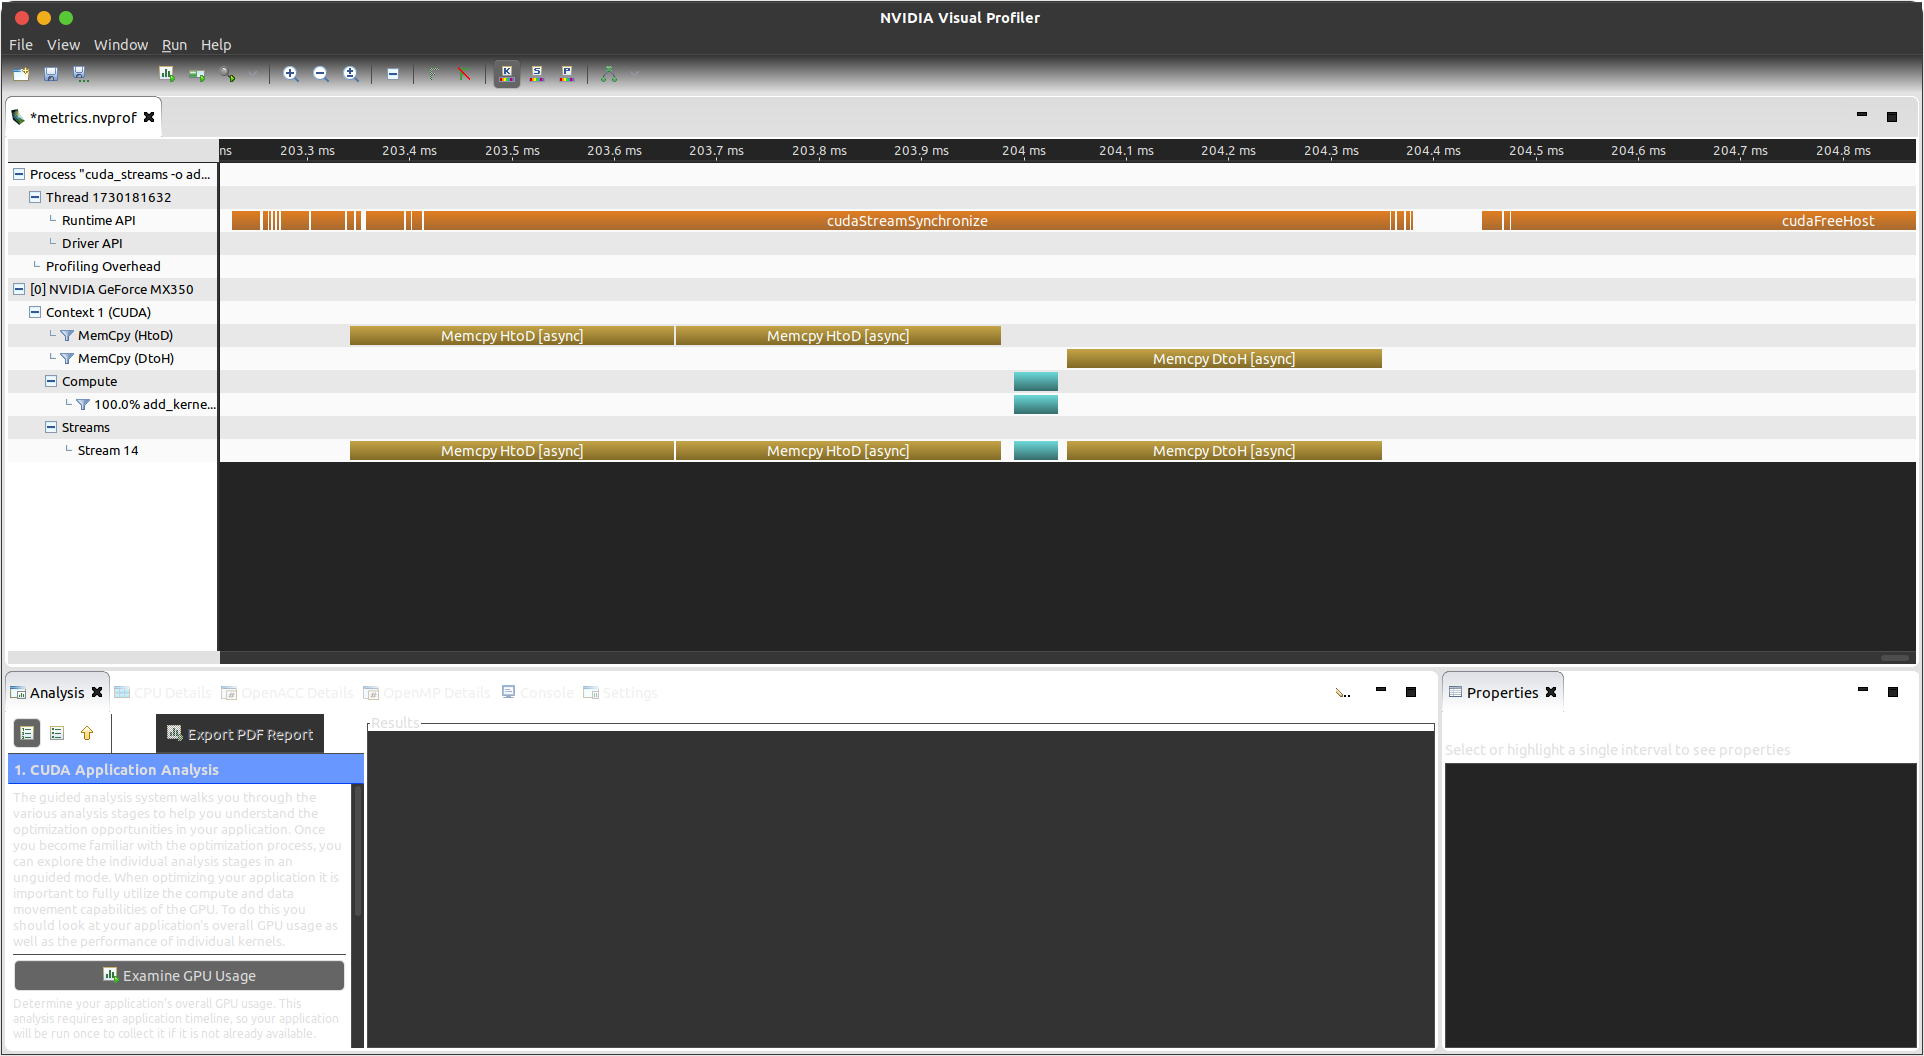 NVIDIA Visual Profiler
File View Window Run Help
*metrics.nvprof
ns 203.3 ms 203.4 ms 203.5 ms 203.6 ms 203.7 ms 203.8 ms 203.9 ms 204 ms 204.1 ms 204.2 ms 204.3 ms 204.4 ms 204.5 ms 204.6 ms 204.7 ms 204.8 ms
Process "cuda_streams -o ad...
Thread 1730181632
Runtime API cudaStreamSynchronize cudaFreeHost
Driver API
Profiling Overhead
[0] NVIDIA GeForce MX350
Context 1 (CUDA)
MemCpy (HtoD) Memcpy HtoD [async] Memcpy HtoD [async]
MemCpy (DtoH) Memcpy DtoH [async]
Compute
100.0% add_kerne...
Streams
Stream 14 Memcpy HtoD [async] Memcpy HtoD [async] Memcpy DtoH [async]
Analysis CPU Details OpenACC Details OpenMP Details Console Settings
Export PDF Report
1. CUDA Application Analysis
The guided analysis system walks you through the
various analysis stages to help you understand the
optimization opportunities in your application. Once
you become familiar with the optimization process, you
can explore the individual analysis stages in an
unguided mode. When optimizing your application it is
important to fully utilize the compute and data
movement capabilities of the GPU. To do this you
should look at your application's overall GPU usage as
well as the performance of individual kernels.
Examine GPU Usage
Determine your application's overall GPU usage. This
analysis requires an application timeline, so your application
will be run once to collect it if it is not already available.
Results
Properties
Select or highlight a single interval to see properties